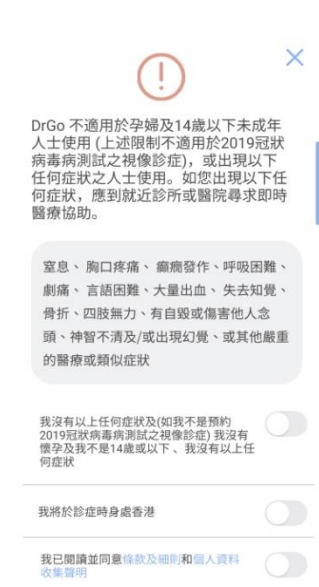 DrGo 不適用於孕婦及14歲以下未成年
人士使用 (上述限制不適用於2019冠狀
病毒病測試之視像診症)，或出現以下
任何症狀之人士使用。如您出現以下任
何症狀，應到就近診所或醫院尋求即時
醫療協助。
窒息、胸口疼痛、癲癇發作、呼吸困難、
劇痛、言語困難、大量出血、失去知覺、
骨折、四肢無力、有自毀或傷害他人念
頭、神智不清及/或出現幻覺、或其他嚴重
的醫療或類似症狀
我沒有以上任何症狀及(如我不是預約
2019冠狀病毒病測試之視像診症) 我沒有
懷孕及我不是14歲或以下、我沒有以上任
何症狀
我將於診症時身處香港
我已閱讀並同意條款及細則和個人資料
收集聲明